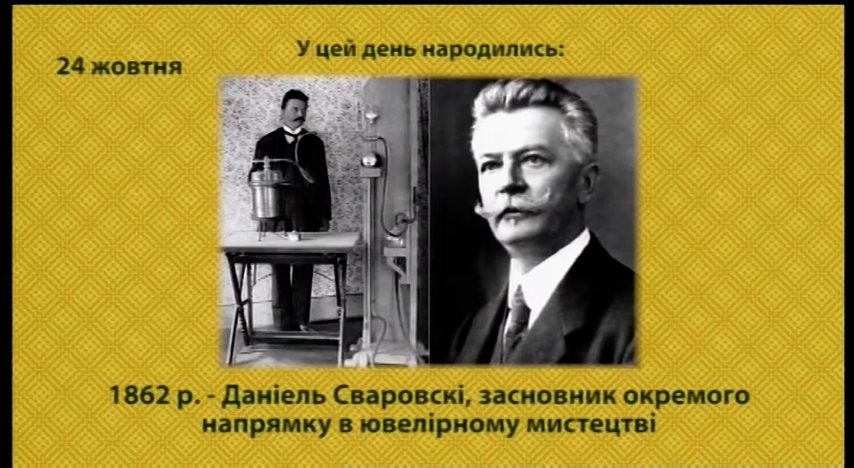 У цей день народились:
24 жовтня
1862 р. - Даніель Сваровскі, засновник окремого
напрямку в ювелірному мистецтві